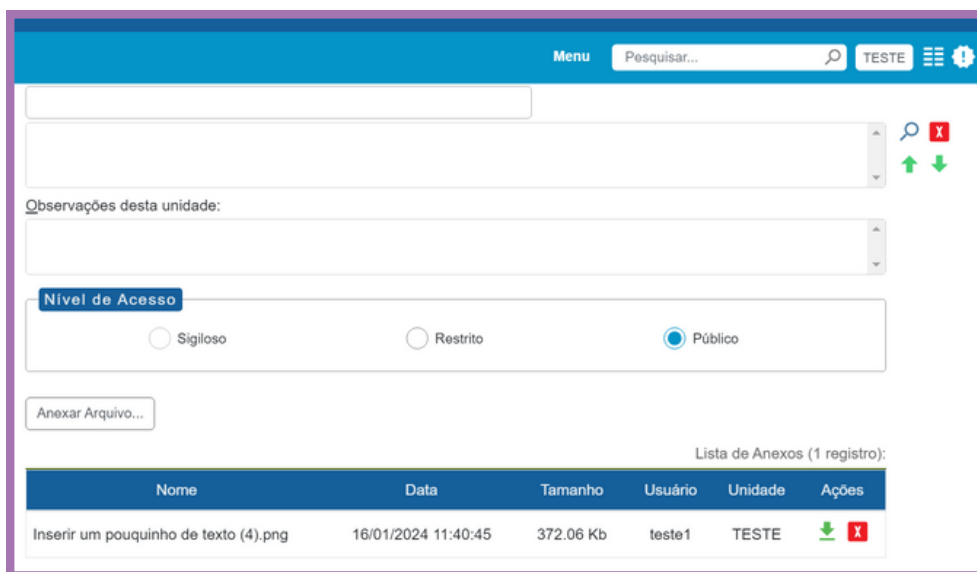 Menu Pesquisar... TESTE
Observações desta unidade:
Nível de Acesso
Sigiloso Restrito Público
Anexar Arquivo...
Lista de Anexos (1 registro):
Nome Data Tamanho Usuário Unidade Ações
Inserir um pouquinho de texto (4).png 16/01/2024 11:40:45 372.06 Kb teste1 TESTE